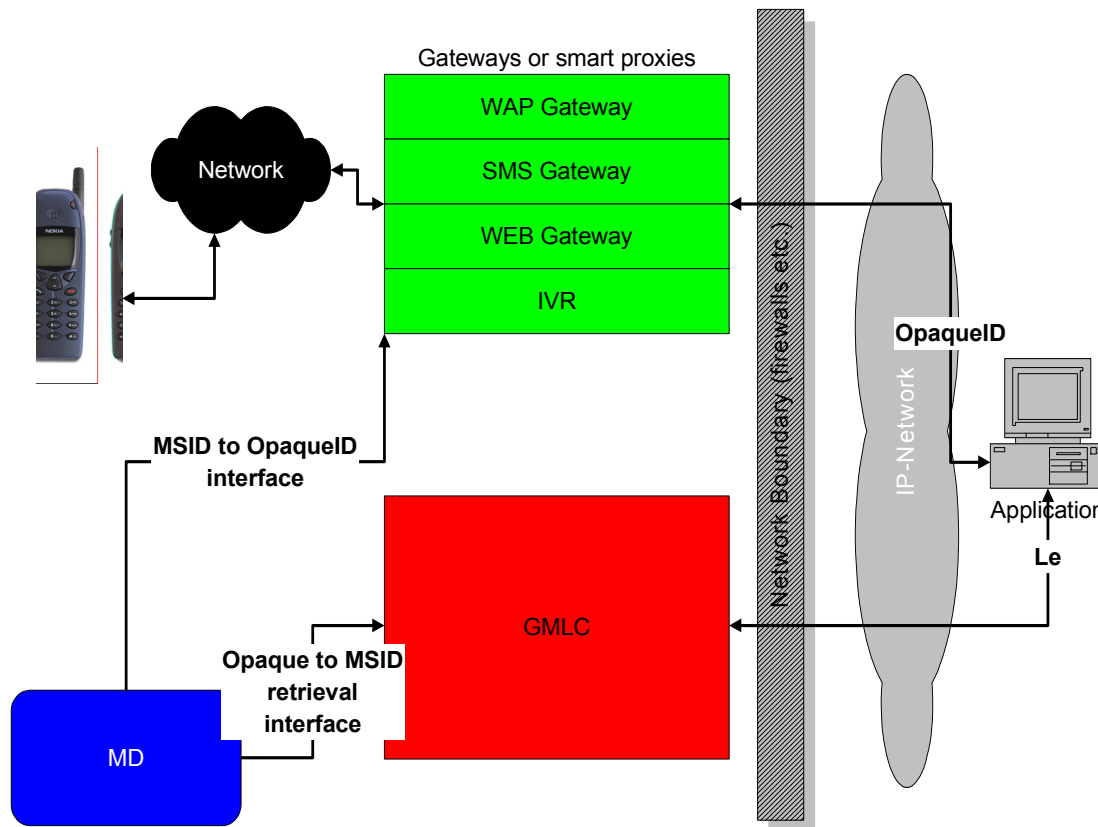 Gateways or smart proxies
WAP Gateway
SMS Gateway
WEB Gateway
IVR
Network
NOKIA
MSID to OpaqueID
interface
Network Boundary (firewalls etc.)
IP-Network
OpaqueID
Application
Le
GMLC
Opaque to MSID
retrieval
interface
MD